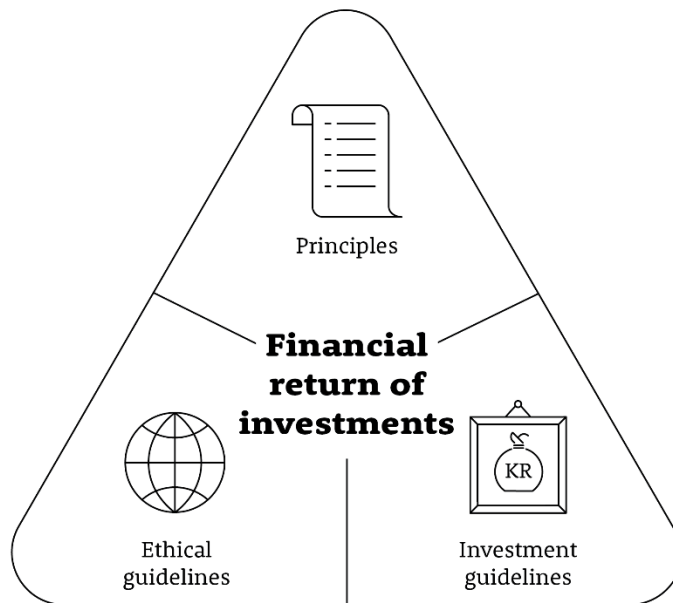 Principles
Financial
return of
investments
KR
Ethical
guidelines
Investment
guidelines